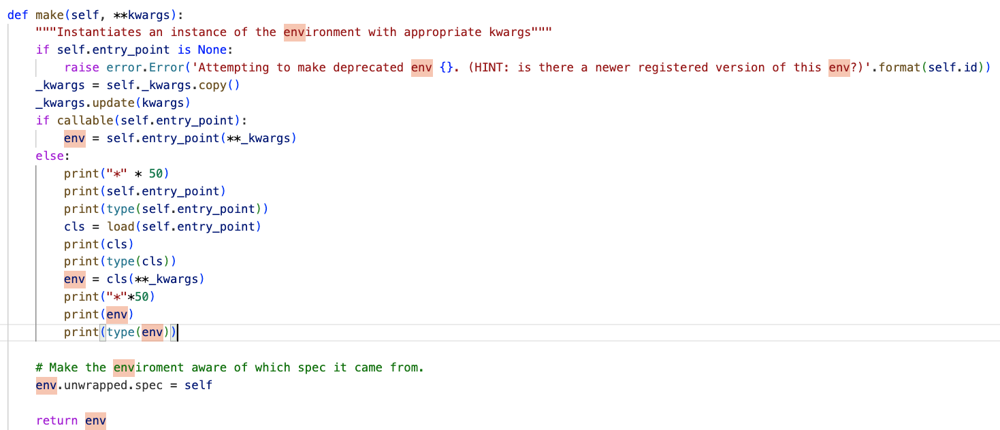 def make(self, **kwargs):
    """Instantiates an instance of the environment with appropriate kwargs"""
    if self.entry_point is None:
        raise error.Error('Attempting to make deprecated env {}. (HINT: is there a newer registered version of this env?)'.format(self.id))
    _kwargs = self._kwargs.copy()
    _kwargs.update(kwargs)
    if callable(self.entry_point):
        env = self.entry_point(**_kwargs)
    else:
        print("*" * 50)
        print(self.entry_point)
        print(type(self.entry_point))
        cls = load(self.entry_point)
        print(cls)
        print(type(cls))
        env = cls(**_kwargs)
        print("*"*50)
        print(env)
        print(type(env))

    # Make the enviroment aware of which spec it came from.
    env.unwrapped.spec = self

    return env